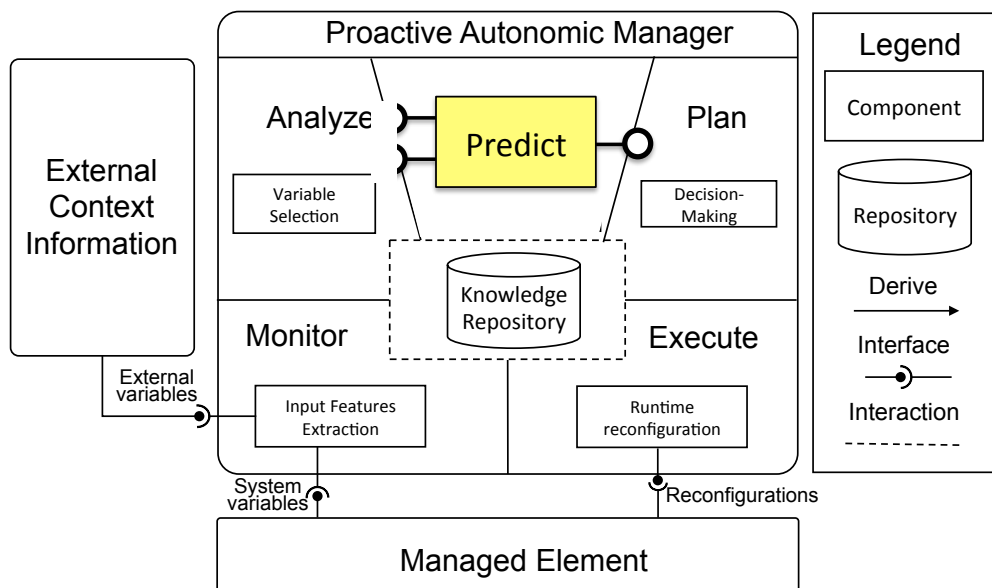 Proactive Autonomic Manager
External
Context
Information
Analyze
Predict
Plan
Variable
Selection
Decision-
Making
Knowledge
Repository
Monitor
Execute
External
variables
Input Features
Extraction
Runtime
reconfiguration
System
variables
Reconfigurations
Managed Element
Legend
Component
Repository
Derive
Interface
Interaction